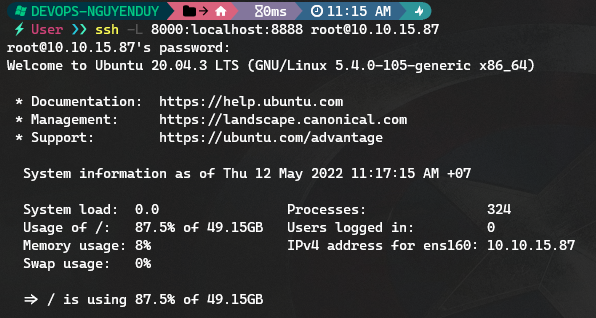 DEVOPS-NGUYENDUY 0ms 11:15 AM
User ssh -L 8000:localhost:8888 root@10.10.15.87
root@10.10.15.87's password:
Welcome to Ubuntu 20.04.3 LTS (GNU/Linux 5.4.0-105-generic x86_64)
* Documentation: https://help.ubuntu.com
* Management: https://landscape.canonical.com
* Support: https://ubuntu.com/advantage
System information as of Thu 12 May 2022 11:17:15 AM +07
System load: 0.0 Processes: 324
Usage of /: 87.5% of 49.15GB Users logged in: 0
Memory usage: 8% IPv4 address for ens160: 10.10.15.87
Swap usage: 0%
=> / is using 87.5% of 49.15GB